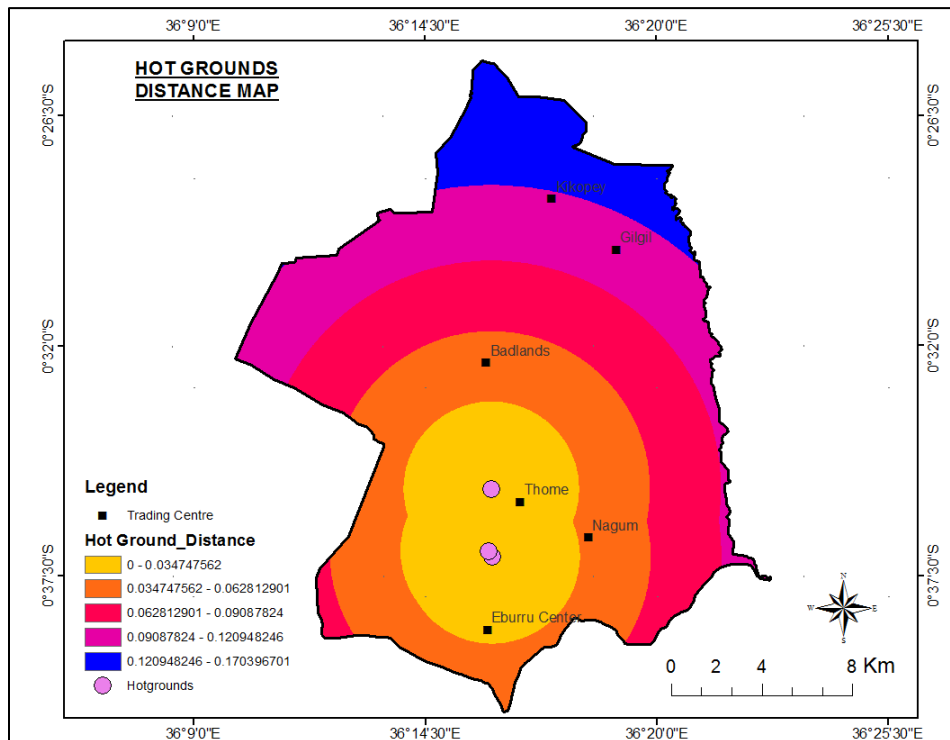 36°9'0"E 36°14'30"E 36°20'0"E 36°25'30"E
HOT GROUNDS
DISTANCE MAP
0°26'30"S 0°26'30"S
Kikopey
Gilgil
0°32'0"S 0°32'0"S
Badlands
Legend
Thome
Trading Centre
Nagum
Hot Ground_Distance
0 - 0.034747562
0°37'30"S 0°37'30"S
0.034747562 - 0.062812901
0.062812901 - 0.09087824
N
W E
S
Eburru Center
0.09087824 - 0.120948246
0.120948246 - 0.170396701
0 2 4 8 Km
Hotgrounds
36°9'0"E 36°14'30"E 36°20'0"E 36°25'30"E